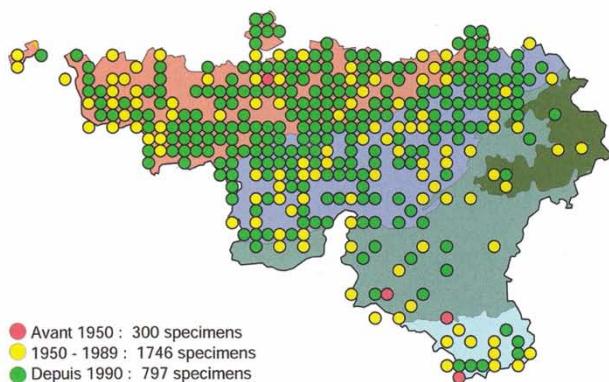 Avant 1950 : 300 specimens
1950 - 1989 : 1746 specimens
Depuis 1990 : 797 specimens